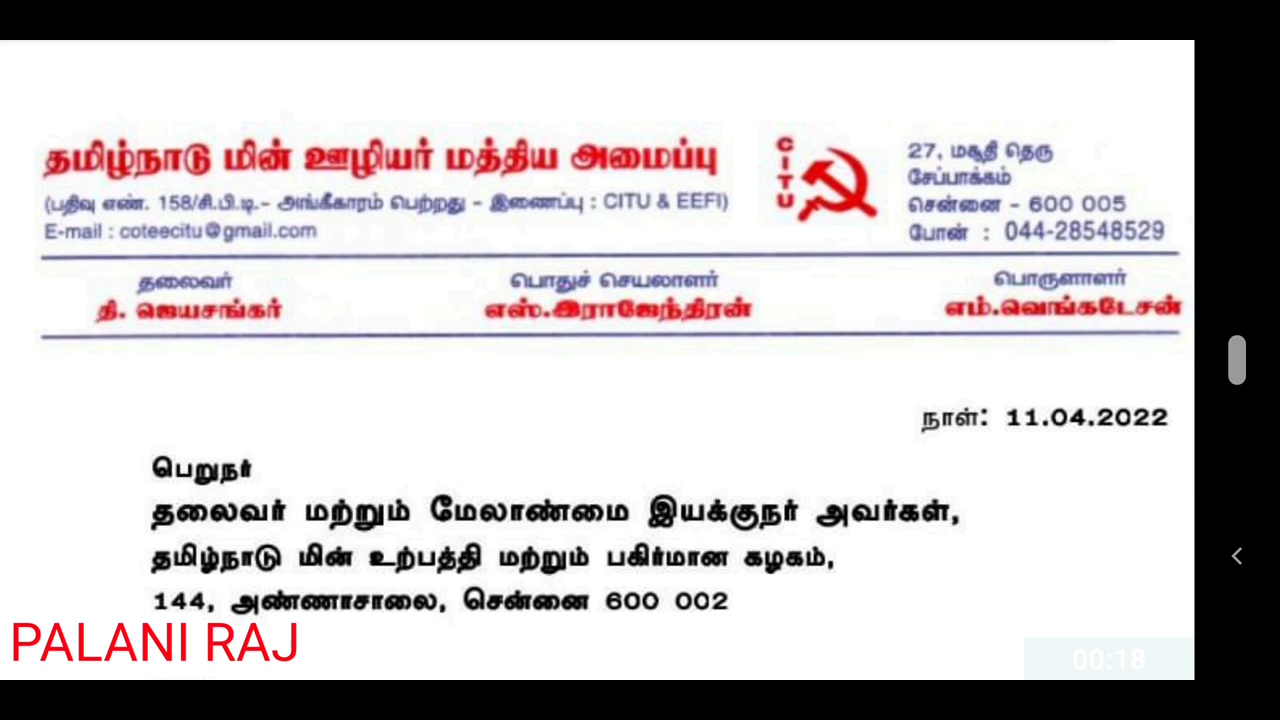 தமிழ்நாடு மின் ஊழியர் மத்திய அமைப்பு
(பதிவு எண். 158/சி.பி.டி.- அங்கீகாரம் பெற்றது - இணைப்பு : CITU & EEFI)
E-mail : coteecitu@gmail.com
CITU
27, மசூதி தெரு
சேப்பாக்கம்
சென்னை - 600 005
போன் : 044-28548529
தலைவர்
தி. ஜெயசங்கர்
பொதுச் செயலாளர்
எஸ்.இராஜேந்திரன்
பொருளாளர்
எம்.வெங்கடேசன்
நாள்: 11.04.2022
பெறுநர்
தலைவர் மற்றும் மேலாண்மை இயக்குநர் அவர்கள்,
தமிழ்நாடு மின் உற்பத்தி மற்றும் பகிர்மான கழகம்,
144, அண்ணாசாலை, சென்னை 600 002
PALANI RAJ
00:18